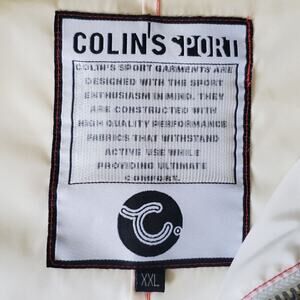 COLIN'S SPORT
COLIN'S SPORT GARMENTS ARE
DESIGNED WITH THE SPORT
ENTHUSIASM IN MIND. THEY
ARE CONSTRUCTED WITH
HIGH QUALITY PERFORMANCE
FABRICS THAT WITHSTAND
ACTIVE USE WHILE
PROVIDING ULTIMATE
COMFORT.
XXL